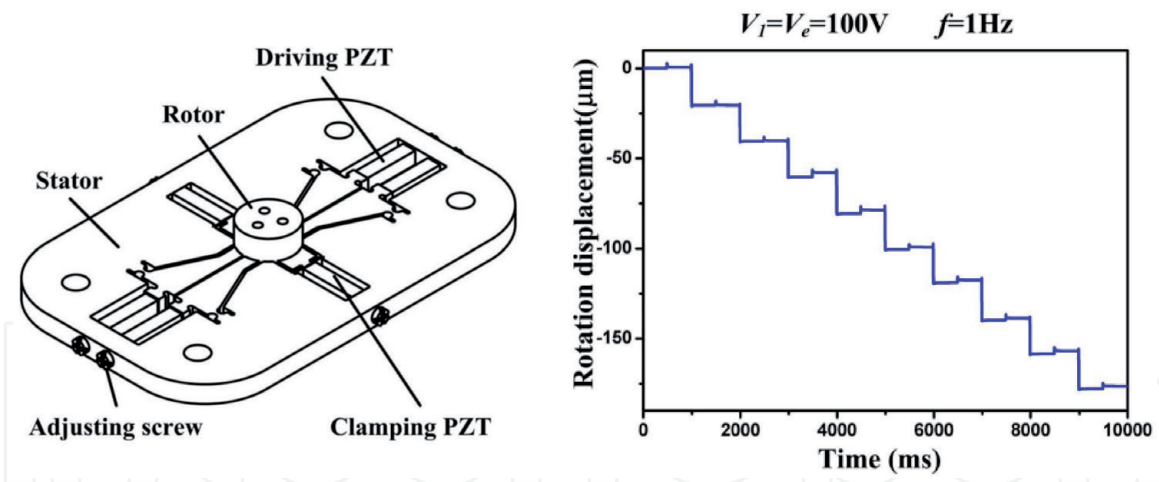 Driving PZT
Rotor
Stator
Adjusting screw
Clamping PZT
V1=Ve=100V f=1Hz
Rotation displacement(μm)
0
-50
-100
-150
0 2000 4000 6000 8000 10000
Time (ms)